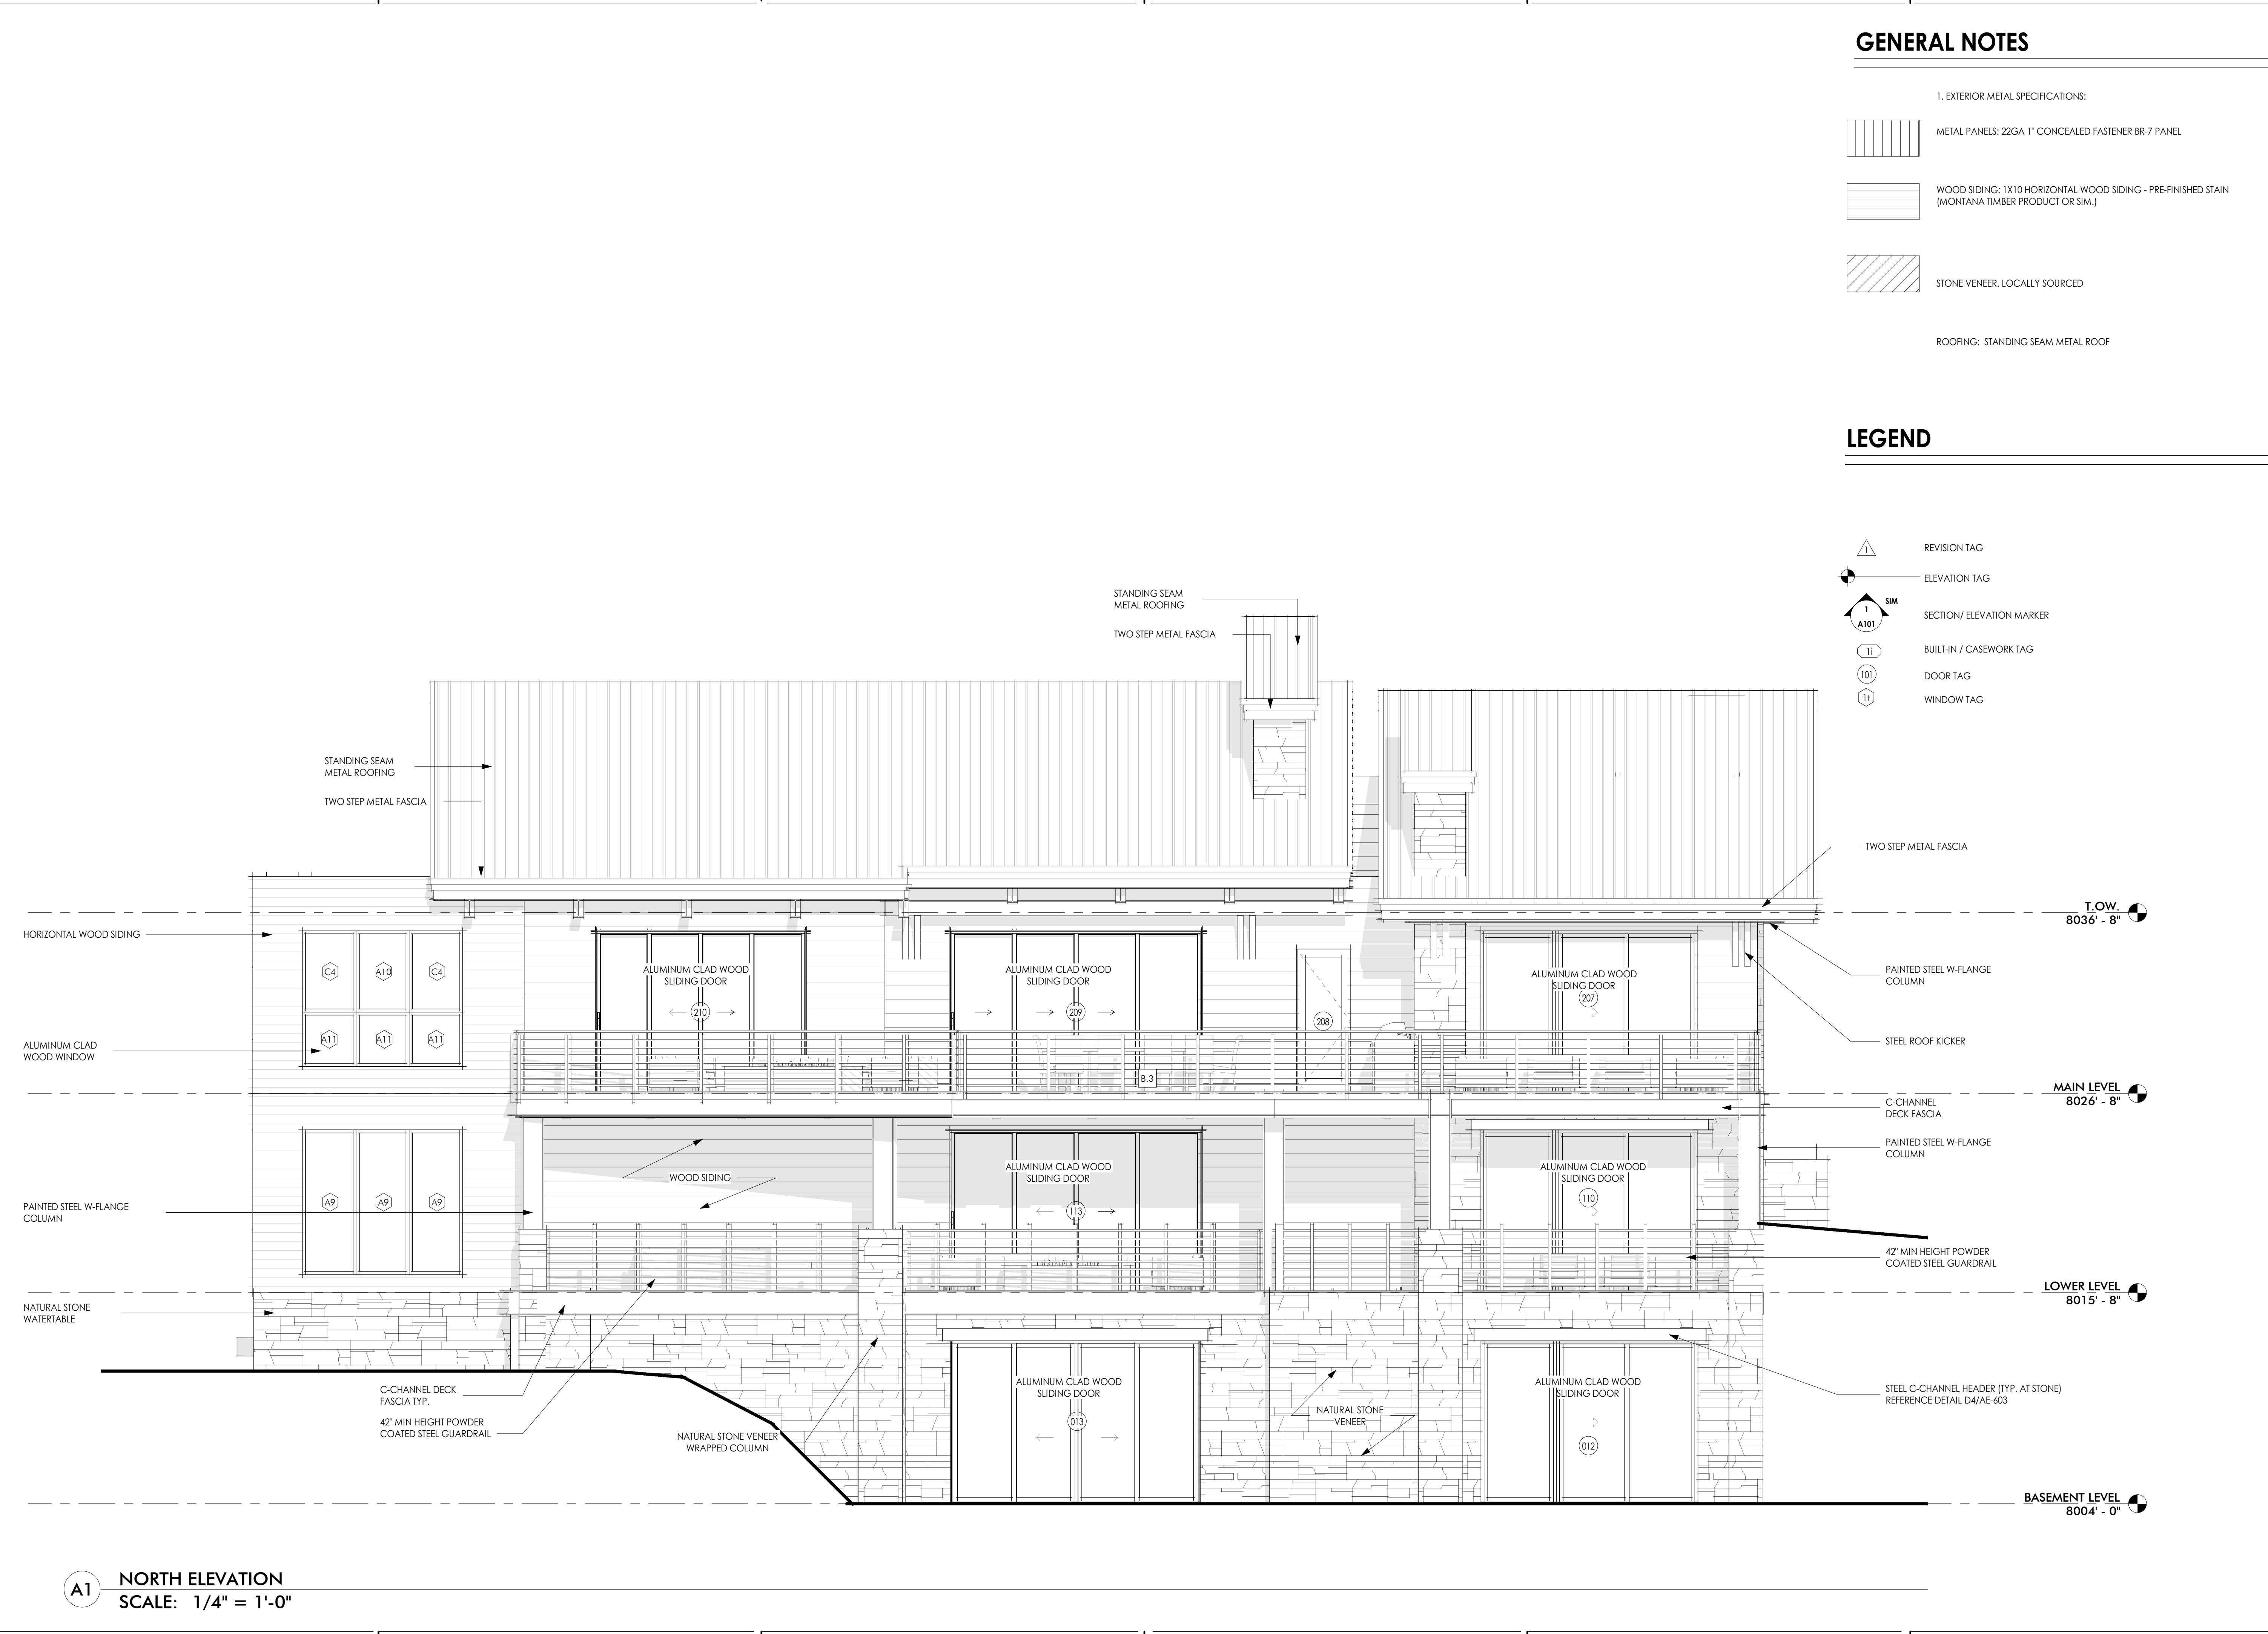 GENERAL NOTES
1. EXTERIOR METAL SPECIFICATIONS:
METAL PANELS: 22GA 1" CONCEALED FASTENER BR-7 PANEL
WOOD SIDING: 1X10 HORIZONTAL WOOD SIDING - PRE-FINISHED STAIN
(MONTANA TIMBER PRODUCT OR SIM.)
STONE VENEER. LOCALLY SOURCED
ROOFING: STANDING SEAM METAL ROOF
LEGEND
1
REVISION TAG
ELEVATION TAG
1
A101
SIM
SECTION/ ELEVATION MARKER
1i
BUILT-IN / CASEWORK TAG
101
DOOR TAG
1t
WINDOW TAG
STANDING SEAM
METAL ROOFING
TWO STEP METAL FASCIA
STANDING SEAM
METAL ROOFING
TWO STEP METAL FASCIA
TWO STEP METAL FASCIA
T.OW.
8036' - 8"
HORIZONTAL WOOD SIDING
C4
A10
C4
A11
A11
A11
ALUMINUM CLAD
WOOD WINDOW
ALUMINUM CLAD WOOD
SLIDING DOOR
210
ALUMINUM CLAD WOOD
SLIDING DOOR
209
208
ALUMINUM CLAD WOOD
SLIDING DOOR
207
B.3
PAINTED STEEL W-FLANGE
COLUMN
STEEL ROOF KICKER
MAIN LEVEL
8026' - 8"
C-CHANNEL
DECK FASCIA
PAINTED STEEL W-FLANGE
COLUMN
A9
A9
A9
WOOD SIDING
ALUMINUM CLAD WOOD
SLIDING DOOR
113
ALUMINUM CLAD WOOD
SLIDING DOOR
110
PAINTED STEEL W-FLANGE
COLUMN
42" MIN HEIGHT POWDER
COATED STEEL GUARDRAIL
LOWER LEVEL
8015' - 8"
NATURAL STONE
WATERTABLE
C-CHANNEL DECK
FASCIA TYP.
42" MIN HEIGHT POWDER
COATED STEEL GUARDRAIL
NATURAL STONE VENEER
WRAPPED COLUMN
ALUMINUM CLAD WOOD
SLIDING DOOR
013
NATURAL STONE
VENEER
ALUMINUM CLAD WOOD
SLIDING DOOR
012
STEEL C-CHANNEL HEADER (TYP. AT STONE)
REFERENCE DETAIL D4/AE-603
BASEMENT LEVEL
8004' - 0"
A1
NORTH ELEVATION
SCALE: 1/4" = 1'-0"